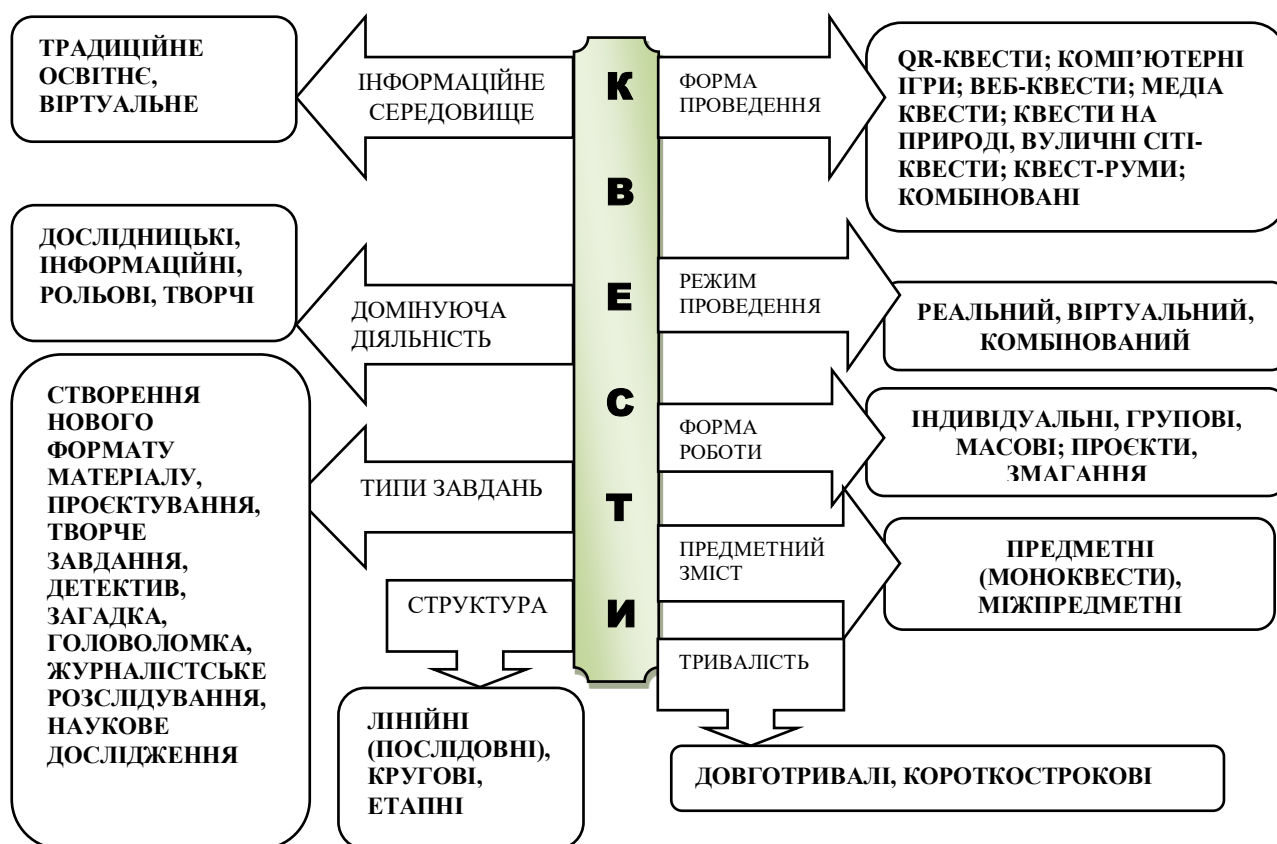 ТРАДИЦІЙНЕ
ОСВІТНЄ,
ВІРТУАЛЬНЕ
ІНФОРМАЦІЙНЕ
СЕРЕДОВИЩЕ
ДОСЛІДНИЦЬКІ,
ІНФОРМАЦІЙНІ,
РОЛЬОВІ, ТВОРЧІ
ДОМІНУЮЧА
ДІЯЛЬНІСТЬ
СТВОРЕННЯ
НОВОГО
ФОРМАТУ
МАТЕРІАЛУ,
ПРОЄКТУВАННЯ,
ТВОРЧЕ
ЗАВДАННЯ,
ДЕТЕКТИВ,
ЗАГАДКА,
ГОЛОВОЛОМКА,
ЖУРНАЛІСТСЬКЕ
РОЗСЛІДУВАННЯ,
НАУКОВЕ
ДОСЛІДЖЕННЯ
ТИПИ ЗАВДАНЬ
СТРУКТУРА
ЛІНІЙНІ
(ПОСЛІДОВНІ),
КРУГОВІ,
ЕТАПНІ
К
В
Е
С
Т
И
ФОРМА
ПРОВЕДЕННЯ
QR-КВЕСТИ; КОМП’ЮТЕРНІ
ІГРИ; ВЕБ-КВЕСТИ; МЕДІА
КВЕСТИ; КВЕСТИ НА
ПРИРОДІ, ВУЛИЧНІ СІТІ-
КВЕСТИ; КВЕСТ-РУМИ;
КОМБІНОВАНІ
РЕЖИМ
ПРОВЕДЕННЯ
РЕАЛЬНИЙ, ВІРТУАЛЬНИЙ,
КОМБІНОВАНИЙ
ФОРМА
РОБОТИ
ІНДИВІДУАЛЬНІ, ГРУПОВІ,
МАСОВІ; ПРОЄКТИ,
ЗМАГАННЯ
ПРЕДМЕТНИЙ
ЗМІСТ
ПРЕДМЕТНІ
(МОНОКВЕСТИ),
МІЖПРЕДМЕТНІ
ТРИВАЛІСТЬ
ДОВГОТРИВАЛІ, КОРОТКОСТРОКОВІ